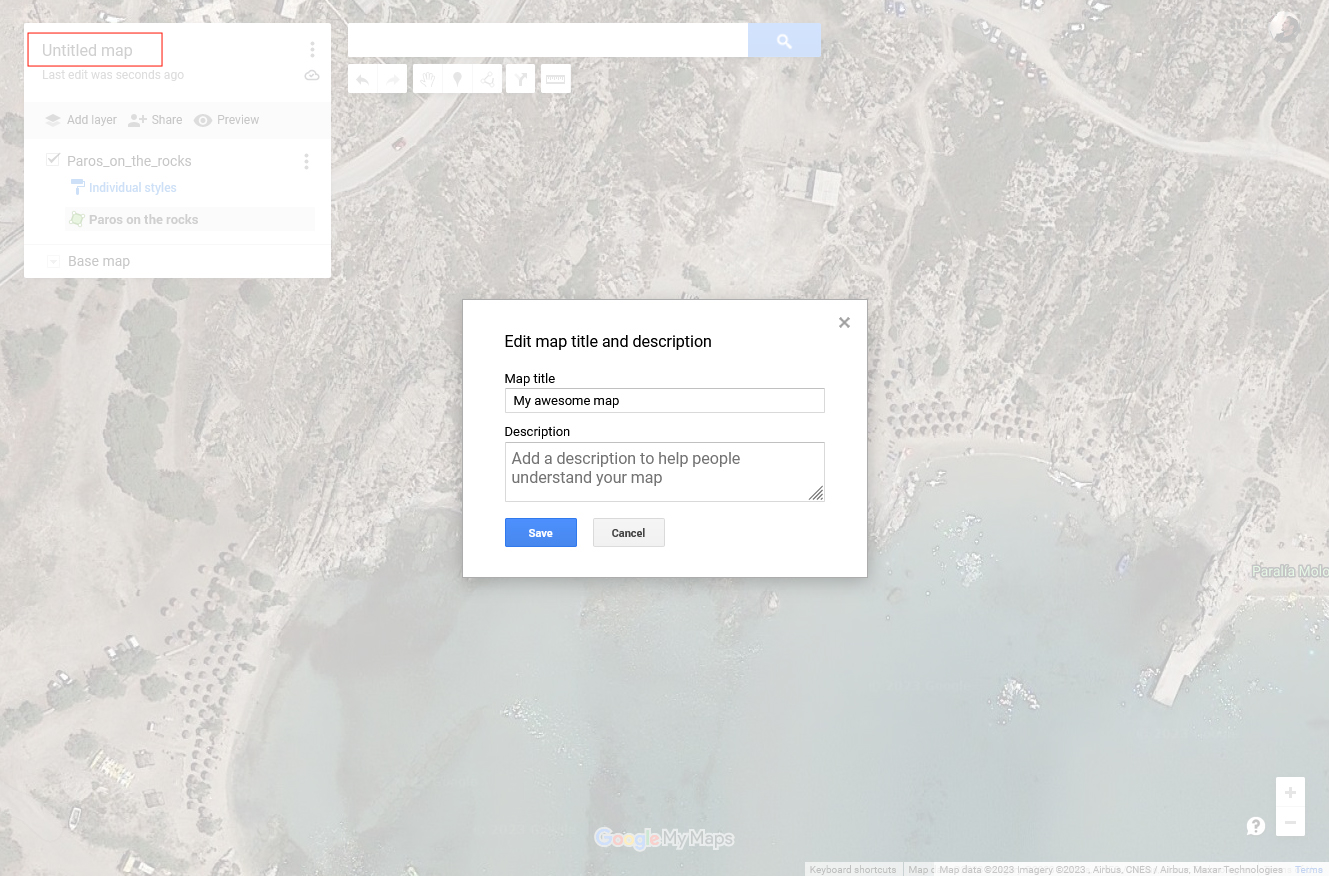 Untitled map
Last edit was seconds ago
Add layer Share Preview
Paros_on_the_rocks
Individual styles
Paros on the rocks
Base map
Edit map title and description
Map title
My awesome map
Description
Add a description to help people
understand your map
Save Cancel
Paralia Molo
Google My Maps
Keyboard shortcuts Map d Map data ©2023 Imagery ©2023 , Airbus, CNES / Airbus, Maxar Technologies Terms